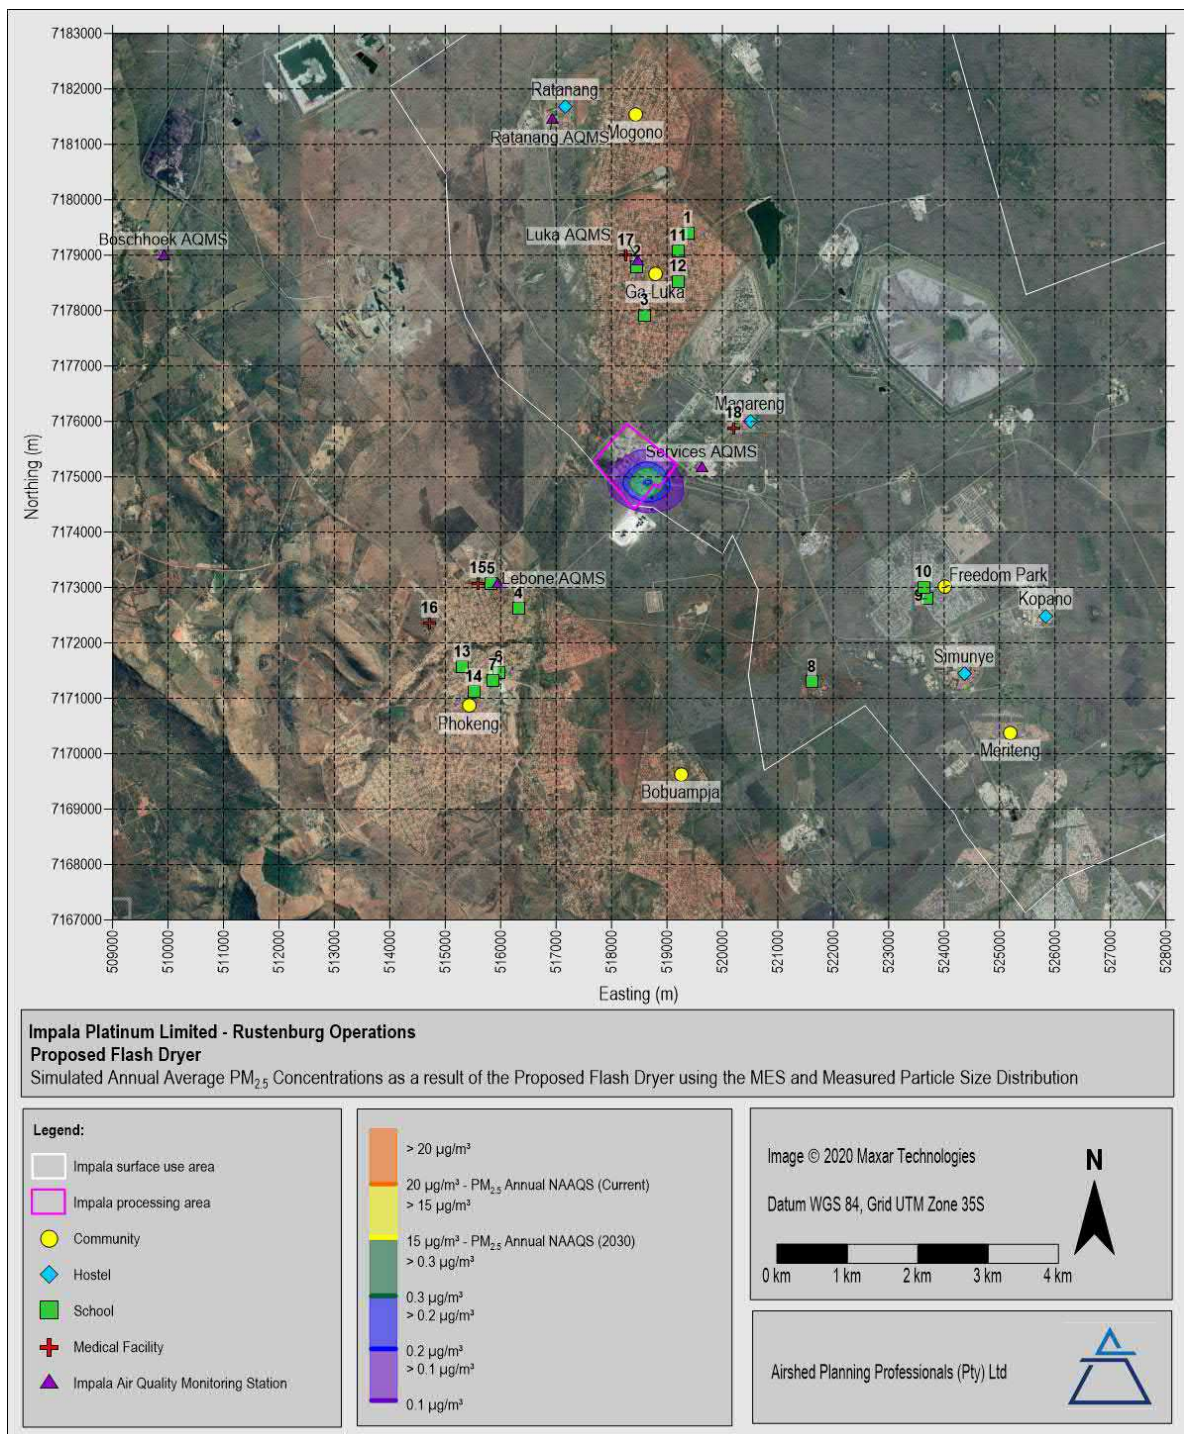 7183000
7182000
7181000
7180000
7179000
7178000
7177000
7176000
7175000
7174000
7173000
7172000
7171000
7170000
7169000
7168000
7167000
Northing (m)
Ratanang
Ratanang AQMS
Mogono
Boschhoek AQMS
Luka AQMS
1
17
11
2
12
Ga Luka
3
Magareng
18
Services AQMS
155
Lebone AQMS
4
16
10
Freedom Park
9
Kopano
13
6
7
14
8
Simunye
Phokeng
Meriteng
Bobuampja
509000
510000
511000
512000
513000
514000
515000
516000
517000
518000
519000
520000
521000
522000
523000
524000
525000
526000
527000
528000
Easting (m)
Impala Platinum Limited - Rustenburg Operations
Proposed Flash Dryer
Simulated Annual Average PM2.5 Concentrations as a result of the Proposed Flash Dryer using the MES and Measured Particle Size Distribution
Legend:
Impala surface use area
Impala processing area
Community
Hostel
School
Medical Facility
Impala Air Quality Monitoring Station
> 20 µg/m³
20 µg/m³ - PM2.5 Annual NAAQS (Current)
> 15 µg/m³
15 µg/m³ - PM2.5 Annual NAAQS (2030)
> 0.3 µg/m³
0.3 µg/m³
> 0.2 µg/m³
0.2 µg/m³
> 0.1 µg/m³
0.1 µg/m³
Image © 2020 Maxar Technologies
N
Datum WGS 84, Grid UTM Zone 35S
0 km 1 km 2 km 3 km 4 km
Airshed Planning Professionals (Pty) Ltd